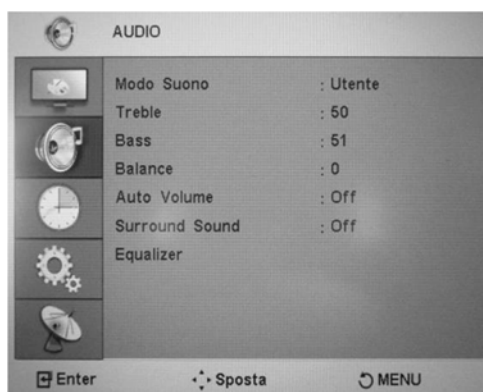 AUDIO
Modo Suono : Utente
Treble : 50
Bass : 51
Balance : 0
Auto Volume : Off
Surround Sound : Off
Equalizer
Enter Sposta MENU